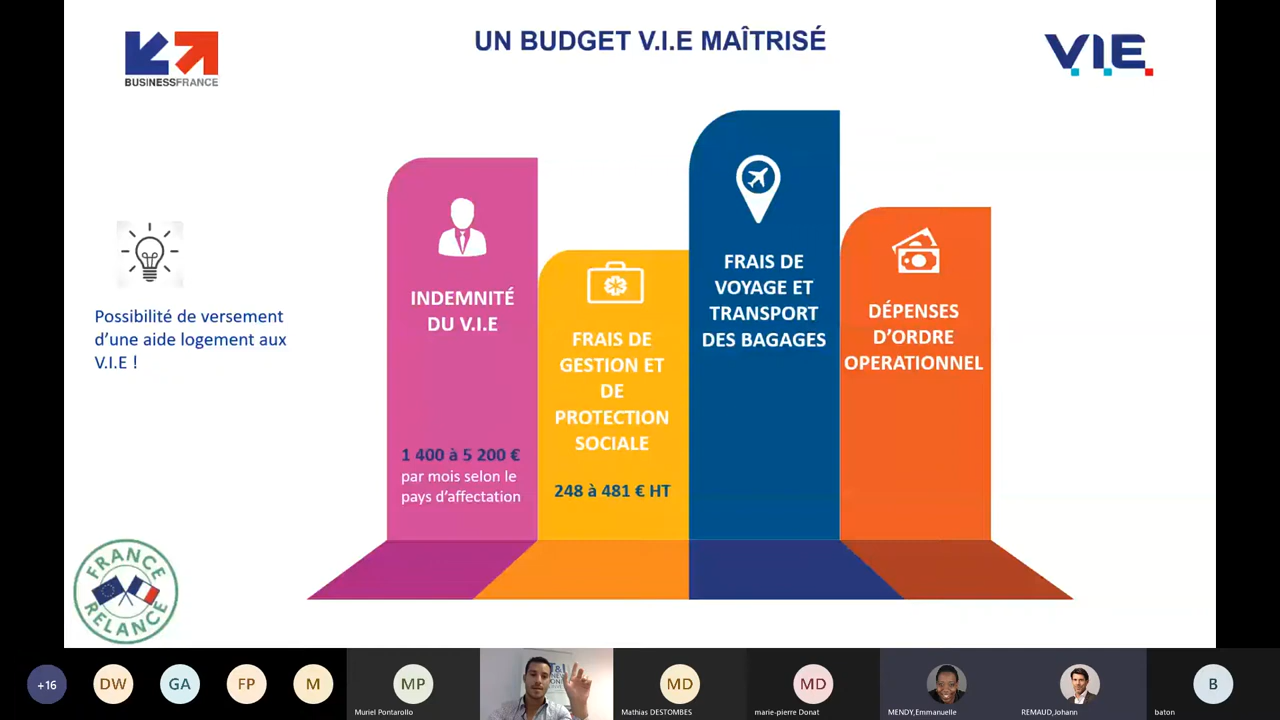 UN BUDGET V.I.E MAÎTRISÉ
BUSINESSFRANCE
V.I.E.
Possibilité de versement
d'une aide logement aux
V.I.E !
INDEMNITÉ
DU V.I.E
1 400 à 5 200 €
par mois selon le
pays d'affectation
FRAIS DE
GESTION ET
DE
PROTECTION
SOCIALE
248 à 481 € HT
FRAIS DE
VOYAGE ET
TRANSPORT
DES BAGAGES
DÉPENSES
D'ORDRE
OPERATIONNEL
FRANCE
RELANCE
+16
DW
GA
FP
M
MP
Muriel Pontarollo
MD
Mathias DESTOMBES
MD
marie-pierre Donat
MENDY,Emmanuelle
REMAUD,Johann
B
baton